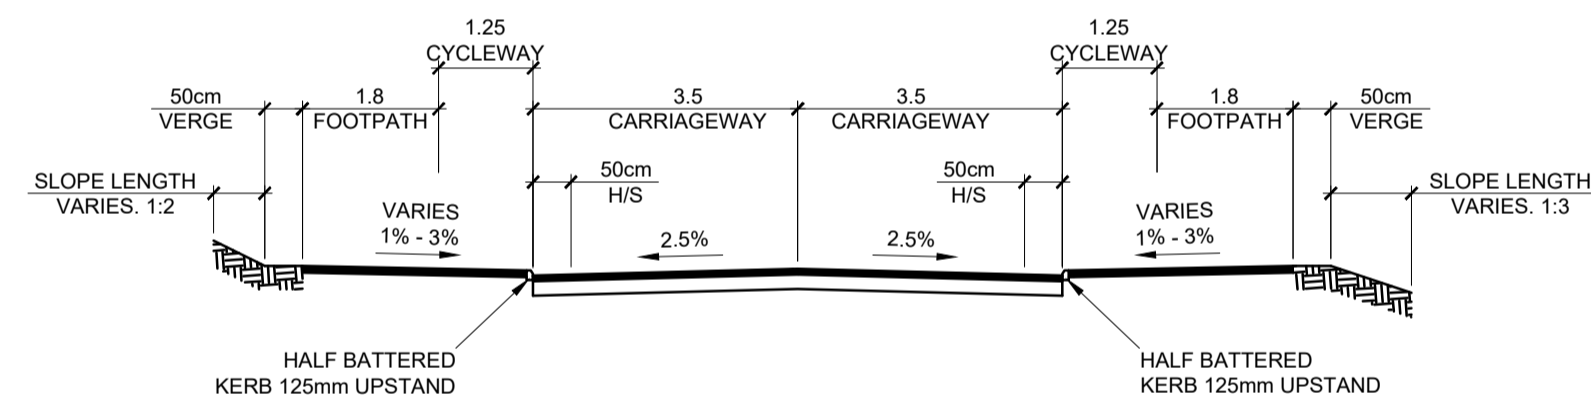 1.25
CYCLEWAY
1.25
CYCLEWAY
50cm
VERGE
1.8
FOOTPATH
3.5
CARRIAGEWAY
3.5
CARRIAGEWAY
1.8
FOOTPATH
50cm
VERGE
SLOPE LENGTH
VARIES. 1:2
50cm
H/S
50cm
H/S
SLOPE LENGTH
VARIES. 1:3
VARIES
1% - 3%
2.5%
2.5%
VARIES
1% - 3%
HALF BATTERED
KERB 125mm UPSTAND
HALF BATTERED
KERB 125mm UPSTAND